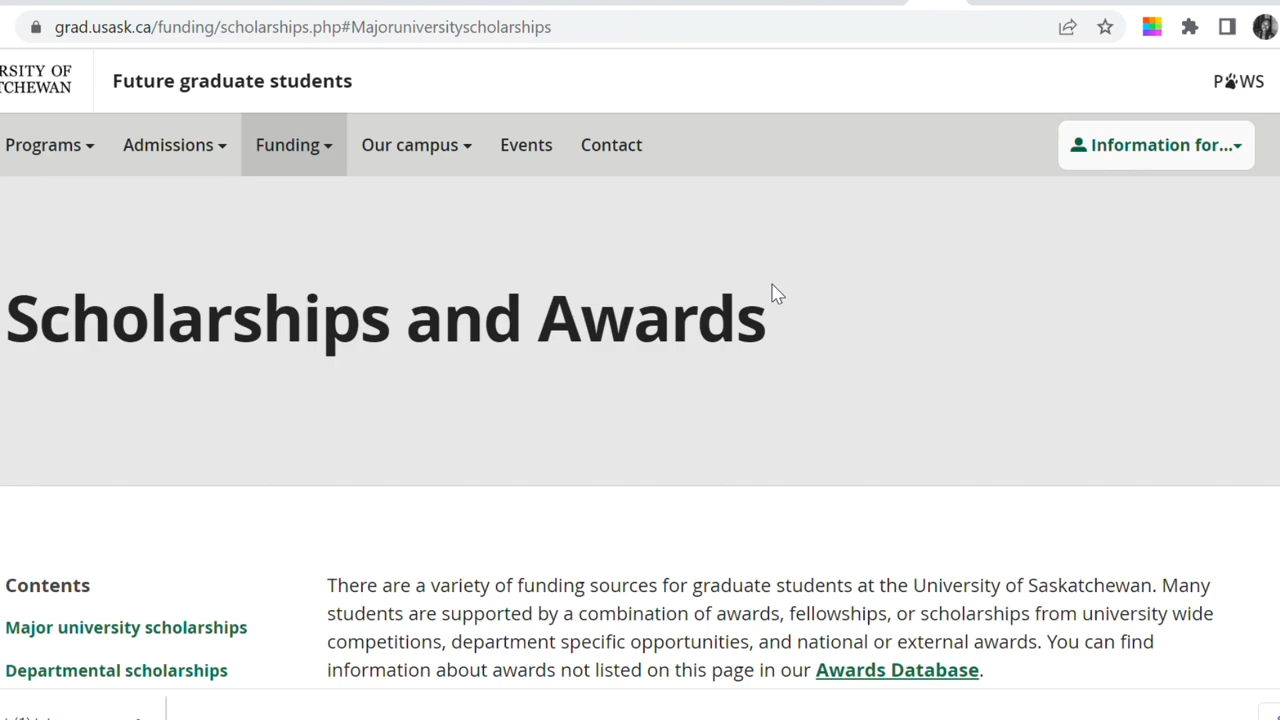 grad.usask.ca/funding/scholarships.php#Majoruniversityscholarships
RSITY OF
TCHEWAN
Future graduate students
PAWS
Programs
Admissions
Funding
Our campus
Events
Contact
Information for...
Scholarships and Awards
Contents
Major university scholarships
Departmental scholarships
There are a variety of funding sources for graduate students at the University of Saskatchewan. Many
students are supported by a combination of awards, fellowships, or scholarships from university wide
competitions, department specific opportunities, and national or external awards. You can find
information about awards not listed on this page in our Awards Database.